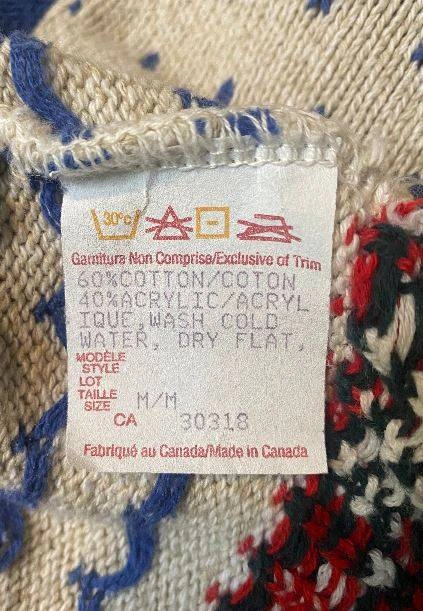 30°c
Garnitura Non Comprise/Exclusive of Trim
60%COTTON/COTON
40%ACRYLIC/ACRYL
IQUE,WASH COLD
WATER, DRY FLAT,
MODÈLE
STYLE
LOT
TAILLE
SIZE M/M
CA 30318
Fabriqué au Canada/Made in Canada